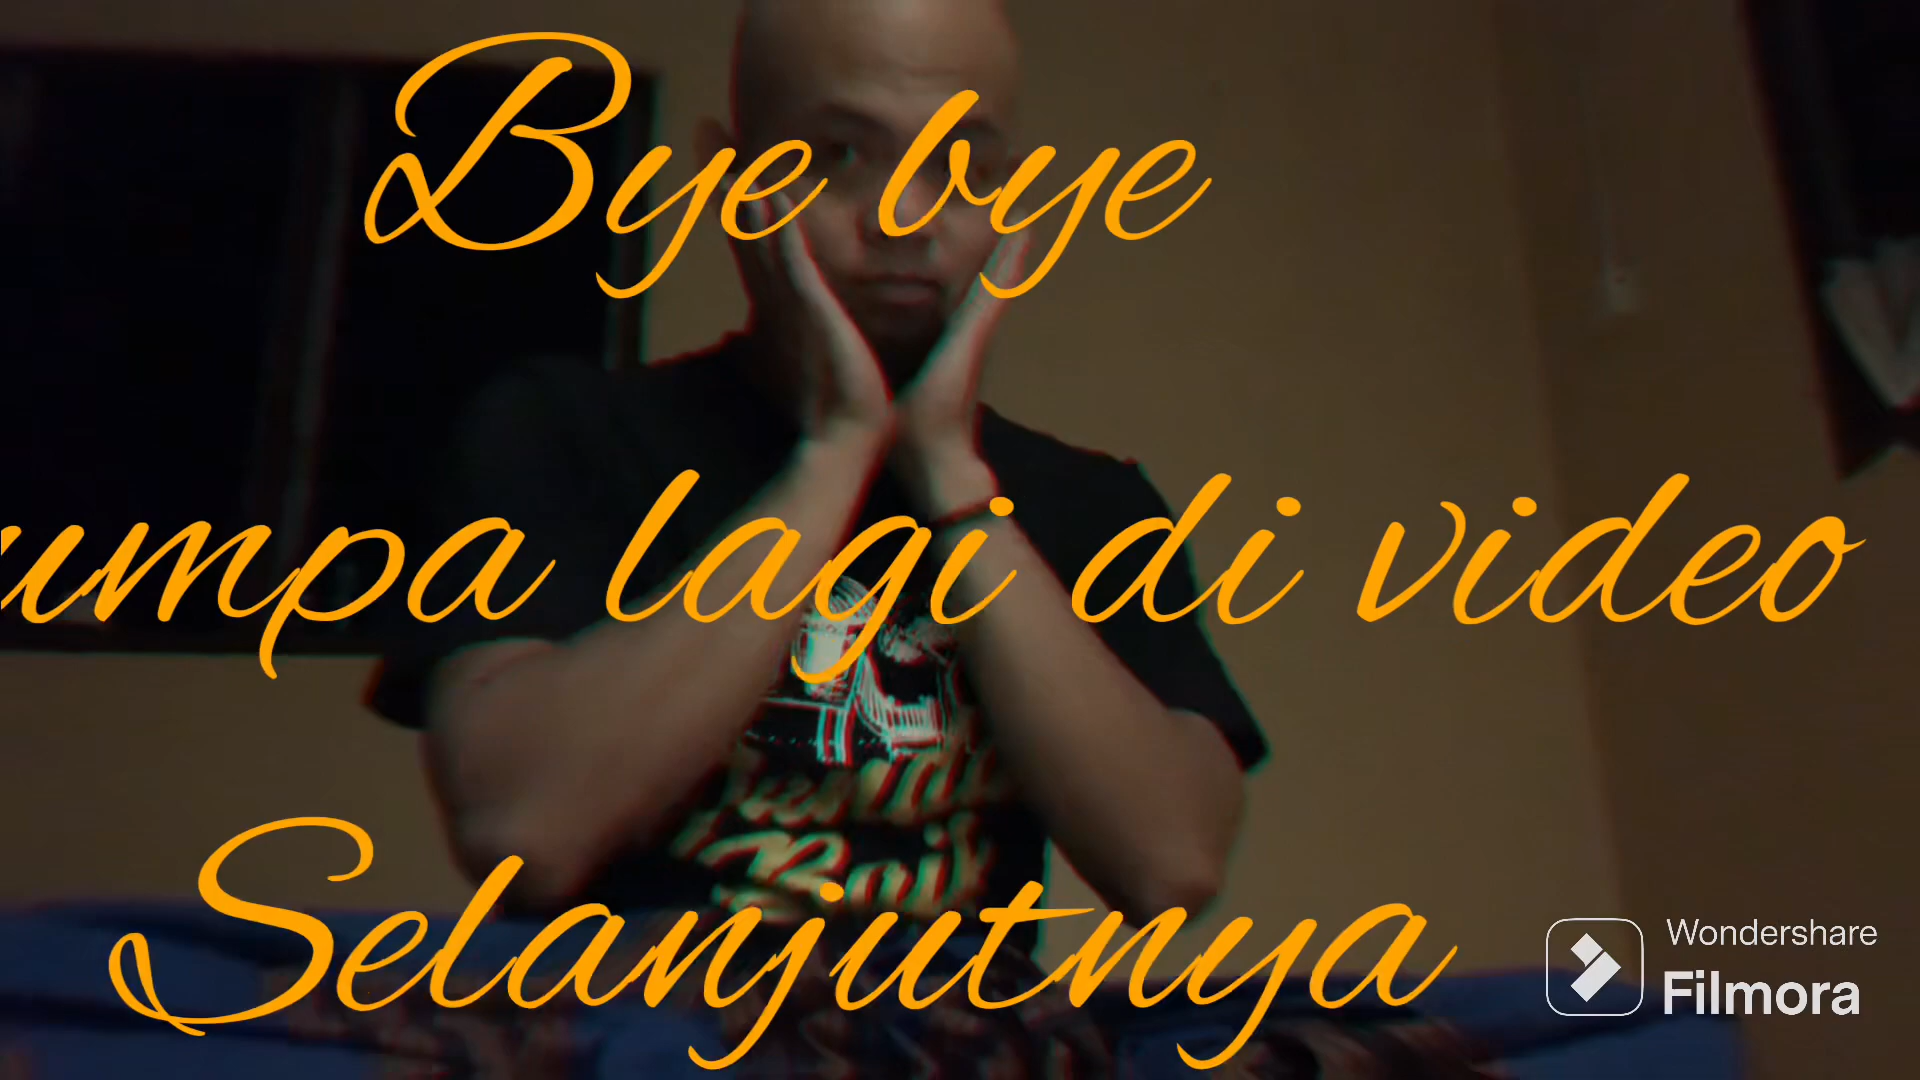 Bye bye
umpa lagi di video
Selanjutnya
Wondershare
Filmora